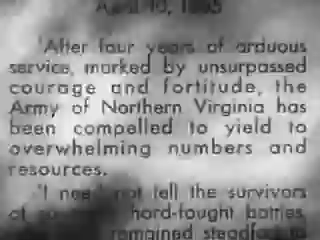 April 10, 1865
'After four years of arduous
service, marked by unsurpassed
courage and fortitude, the
Army of Northern Virginia has
been compelled to yield to
overwhelming numbers and
resources.
'I need not tell the survivors
of hard-fought battles,
remained steadfast to